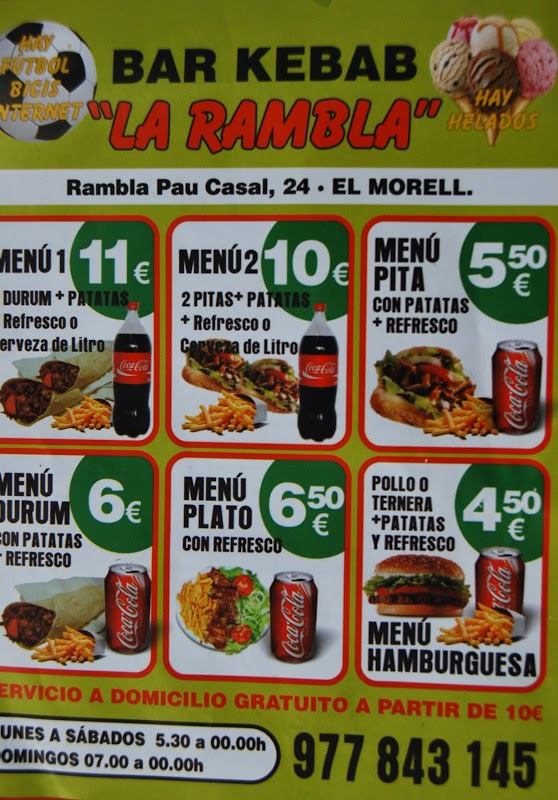 HAY
FUTBOL
BICIS
INTERNET
BAR KEBAB
"LA RAMBLA"
HAY
HELADOS
Rambla Pau Casal, 24 · EL MORELL.
MENÚ 1 11€
DURUM + PATATAS
+ Refresco o
Cerveza de Litro
Coca-Cola
MENÚ 2 10€
2 PITAS+ PATATAS
+ Refresco o
Cerveza de Litro
Coca-Cola
MENÚ
PITA
5 50 €
CON PATATAS
+ REFRESCO
Coca-Cola
MENÚ
DURUM
6€
CON PATATAS
+ REFRESCO
Coca-Cola
MENÚ
PLATO
6 50 €
CON REFRESCO
Coca-Cola
POLLO O
TERNERA
+PATATAS
Y REFRESCO
4 50 €
Coca-Cola
MENÚ
HAMBURGUESA
SERVICIO A DOMICILIO GRATUITO A PARTIR DE 10€
LUNES A SÁBADOS 5.30 a 00.00h
DOMINGOS 07.00 a 00.00h
977 843 145